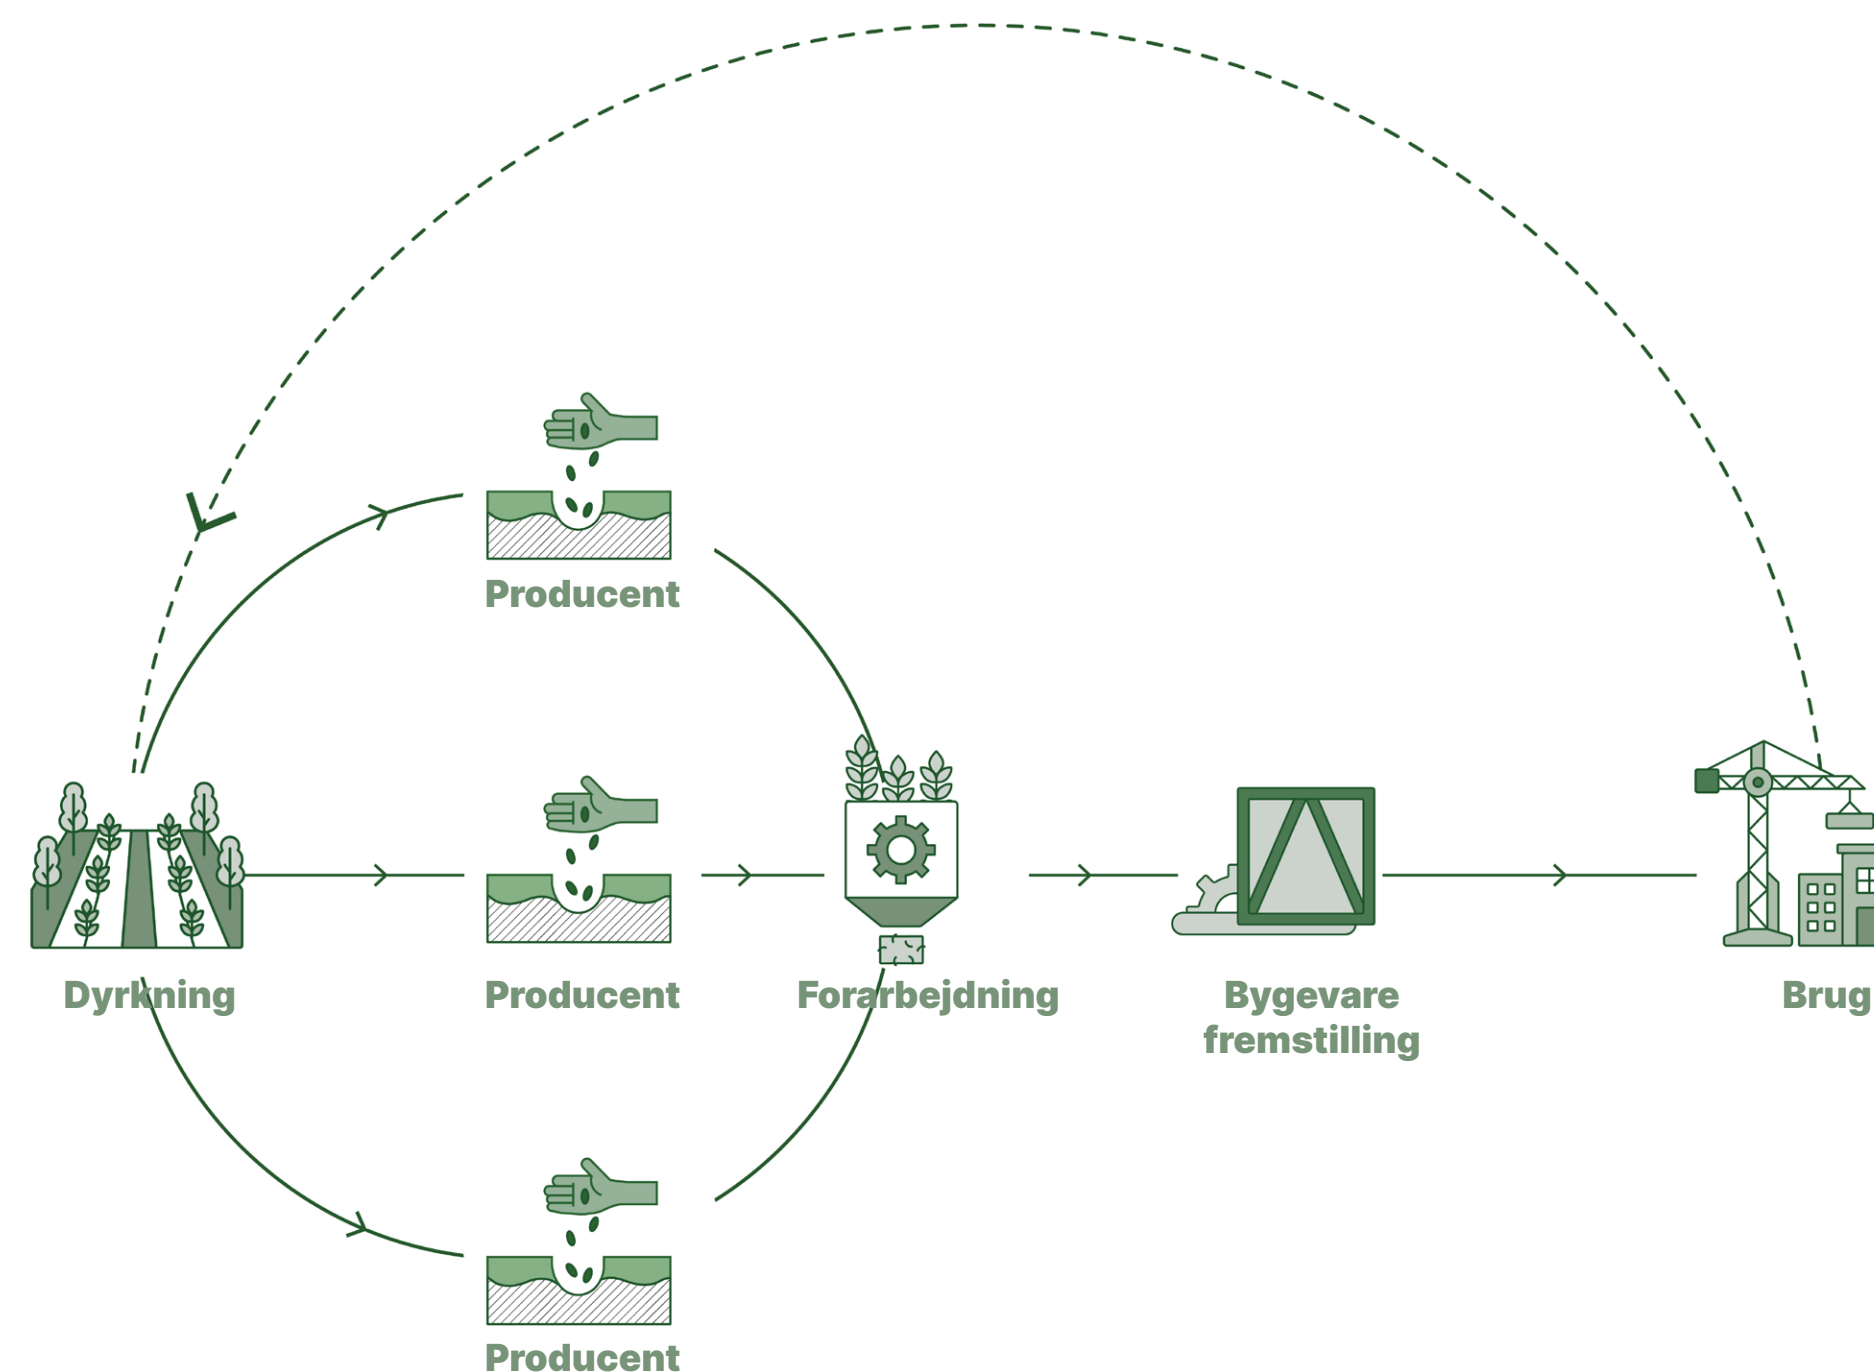 Producent
Dyrkning
Producent
Forarbejdning
Bygevare
fremstilling
Brug
Producent